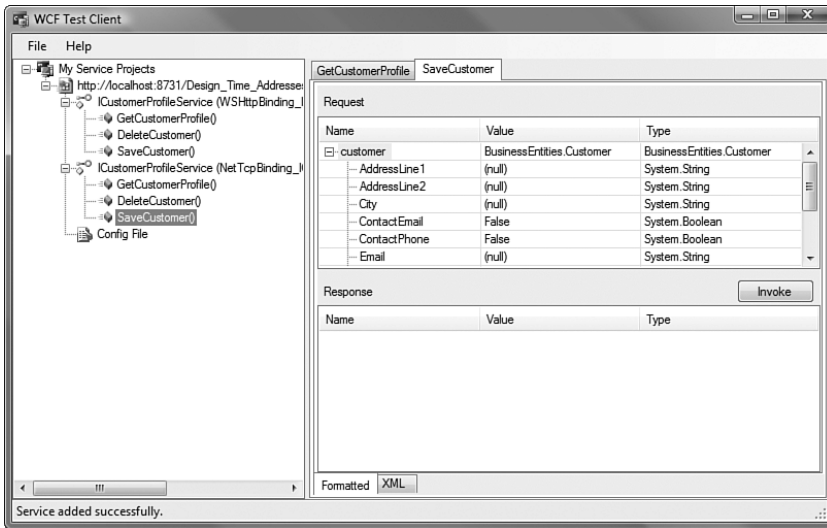 WCF Test Client
File Help
My Service Projects
http://localhost:8731/Design_Time_Addresse
ICustomerProfileService (WSHttpBinding_
GetCustomerProfile()
DeleteCustomer()
SaveCustomer()
ICustomerProfileService (NetTcpBinding_I
GetCustomerProfile()
DeleteCustomer()
SaveCustomer()
Config File
GetCustomerProfile SaveCustomer
Request
Name Value Type
customer BusinessEntities.Customer BusinessEntities.Customer
AddressLine1 (null) System.String
AddressLine2 (null) System.String
City (null) System.String
ContactEmail False System.Boolean
ContactPhone False System.Boolean
Email (null) System.String
Response Invoke
Name Value Type
Formatted XML
Service added successfully.